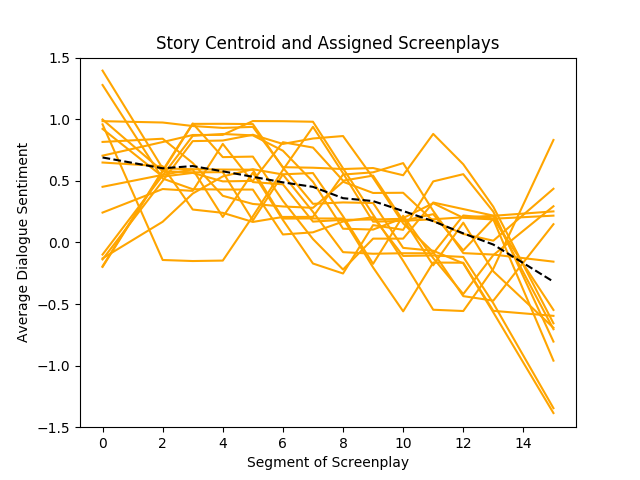 Story Centroid and Assigned Screenplays
1.5
1.0
0.5
0.0
−0.5
−1.0
−1.5
Average Dialogue Sentiment
0 2 4 6 8 10 12 14
Segment of Screenplay